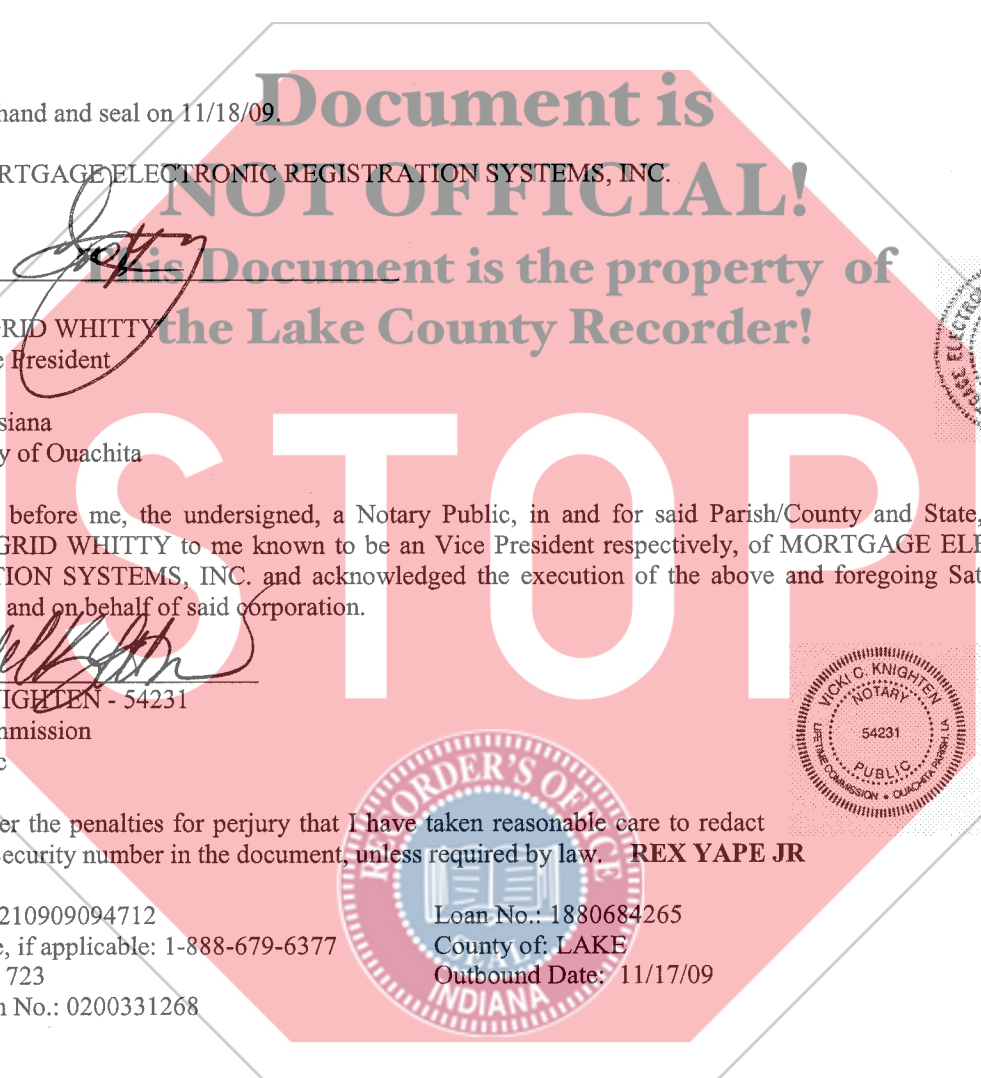 Document is
hand and seal on 11/18/09.
NOT OFFICIAL!
RTGAGE ELECTRONIC REGISTRATION SYSTEMS, INC.
This Document is the property of
the Lake County Recorder!
GRID WHITTY
e President
siana
y of Ouachita
STOP
before me, the undersigned, a Notary Public, in and for said Parish/County and State,
GRID WHITTY to me known to be an Vice President respectively, of MORTGAGE ELE
TION SYSTEMS, INC. and acknowledged the execution of the above and foregoing Sat
and on behalf of said corporation.
NIGHTEN - 54231
mmission
c
VICKI C. KNIGHTEN
NOTARY
54231
PUBLIC
LIFETIME COMMISSION • OUACHITA PARISH, LA
er the penalties for perjury that I have taken reasonable care to redact
ecurity number in the document, unless required by law. REX YAPE JR
RECORDER'S OFFICE
SEAL
INDIANA
210909094712
Loan No.: 1880684265
e, if applicable: 1-888-679-6377
County of: LAKE
723
Outbound Date: 11/17/09
n No.: 0200331268